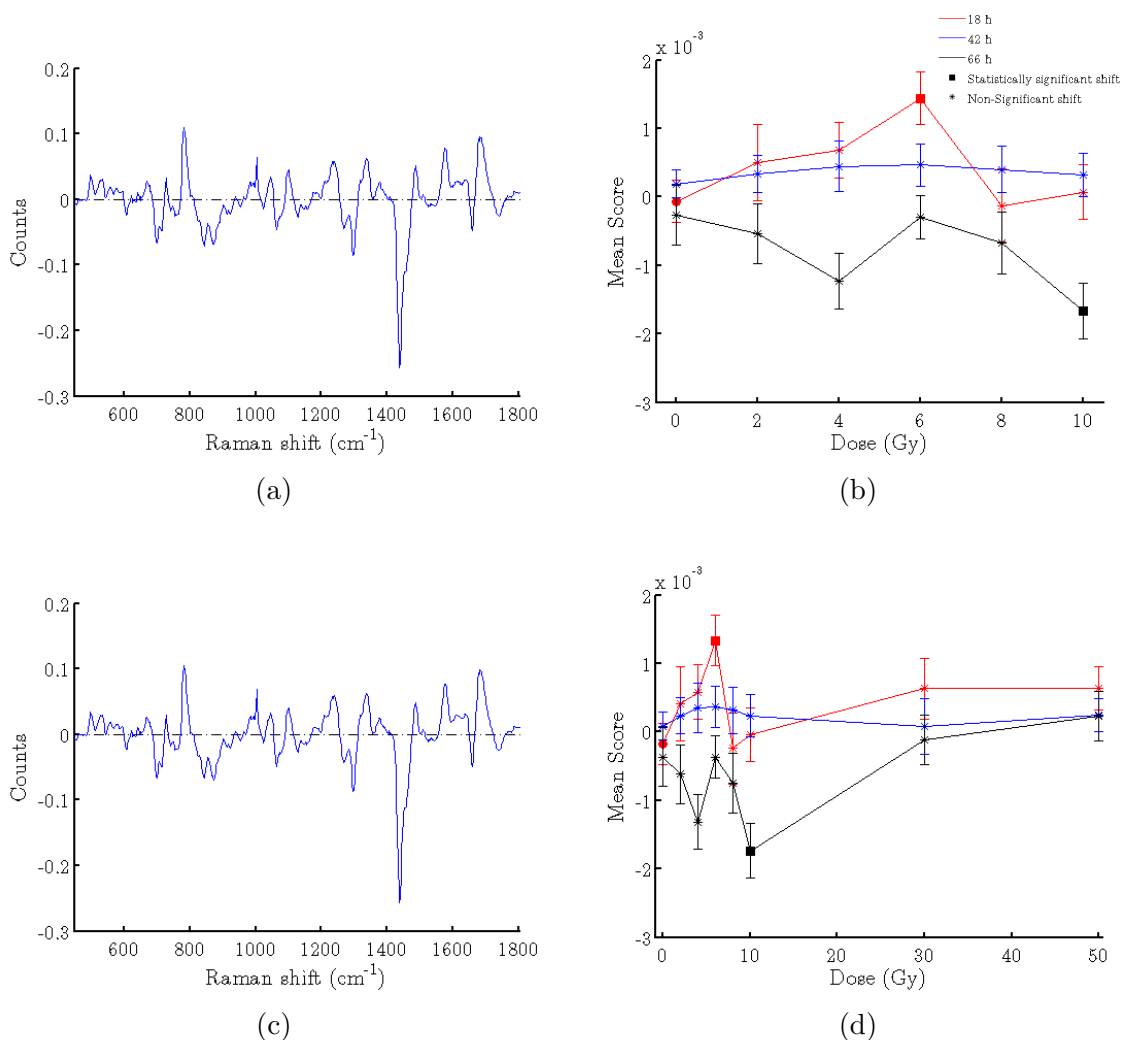 0.2
0.1
0
-0.1
-0.2
-0.3
Counts
600 800 1000 1200 1400 1600 1800
Raman shift (cm-1)
(a)
18 h
42 h
66 h
Statistically significant shift
Non-Significant shift
x 10-3
2
1
0
-1
-2
-3
Mean Score
0 2 4 6 8 10
Dose (Gy)
(b)
0.2
0.1
0
-0.1
-0.2
-0.3
Counts
600 800 1000 1200 1400 1600 1800
Raman shift (cm-1)
(c)
x 10-3
2
1
0
-1
-2
-3
Mean Score
0 10 20 30 40 50
Dose (Gy)
(d)